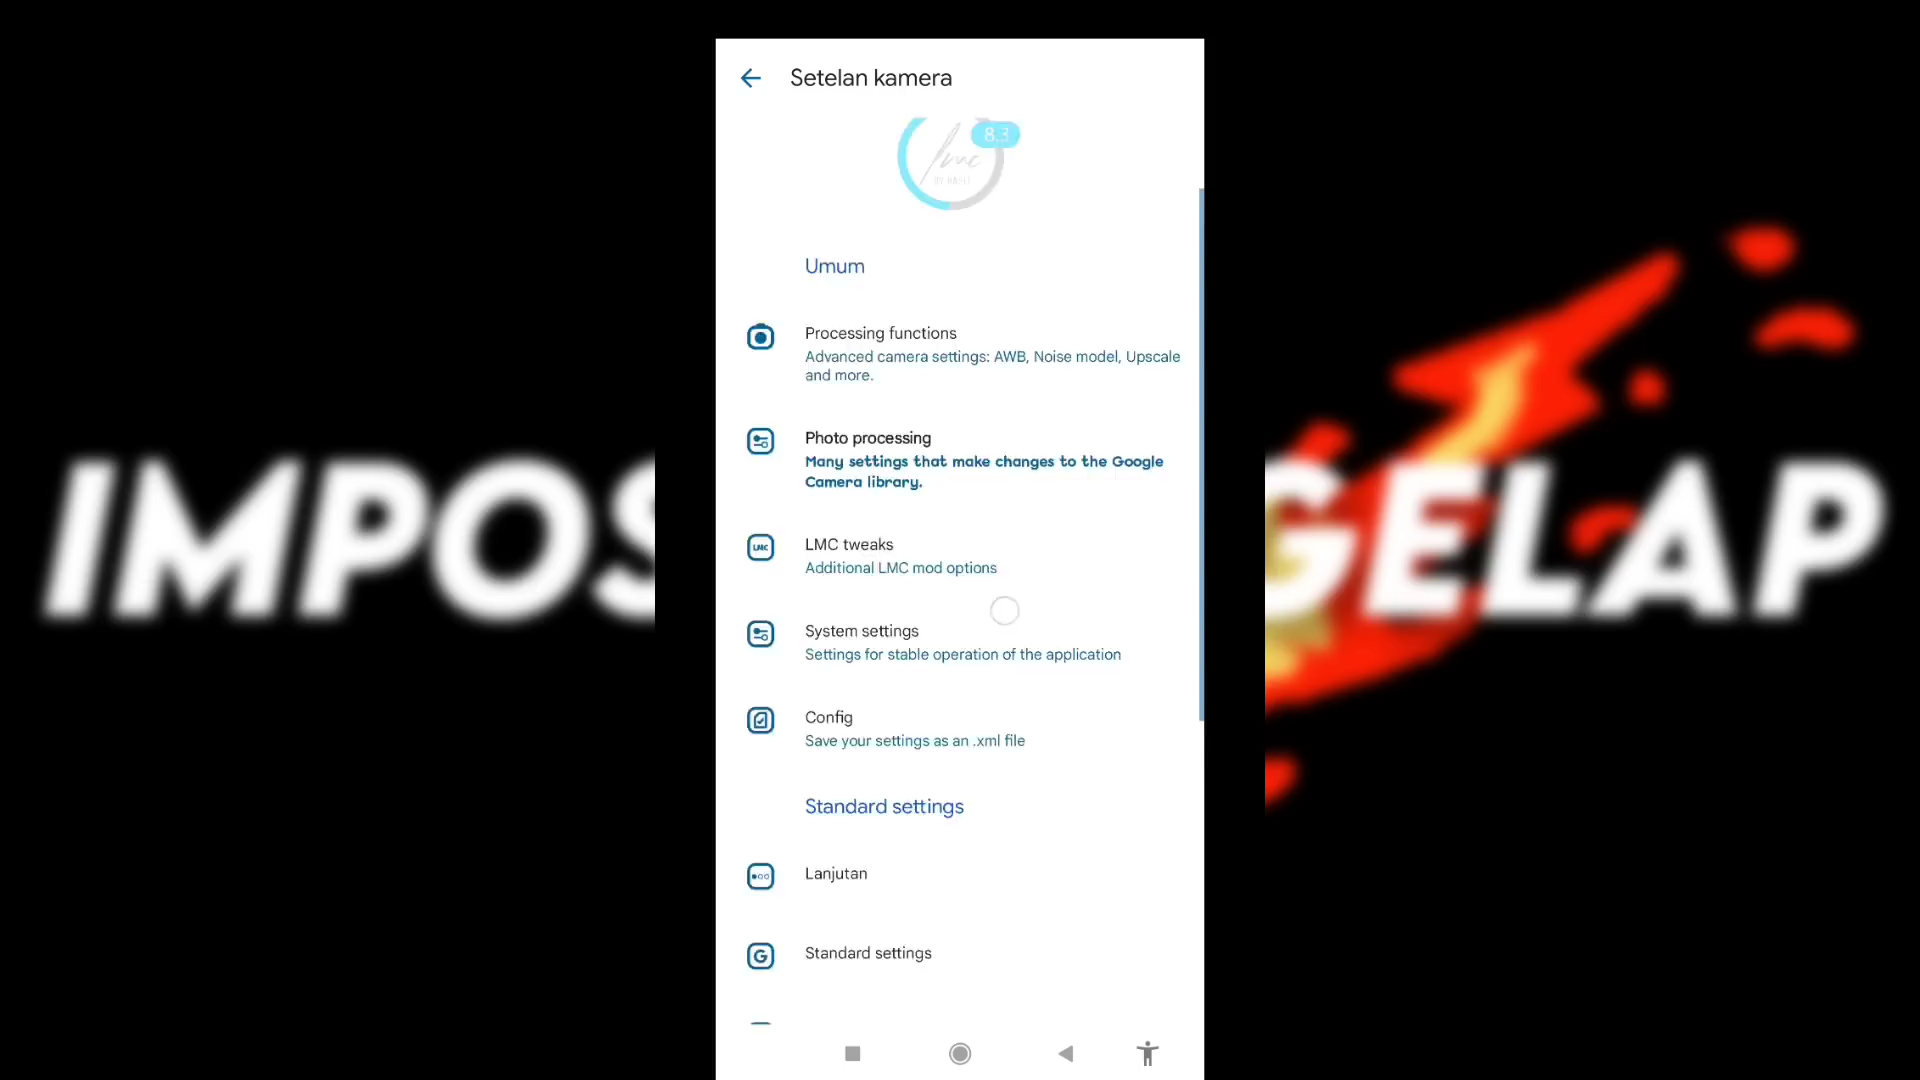 Setelan kamera
8.3
lmc
Umum
Processing functions
Advanced camera settings: AWB, Noise model, Upscale
and more.
Photo processing
Many settings that make changes to the Google
Camera library.
LMC
LMC tweaks
Additional LMC mod options
System settings
Settings for stable operation of the application
Config
Save your settings as an .xml file
Standard settings
Lanjutan
G
Standard settings
IMPOS
GELAP